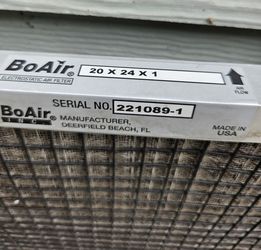 BoAir® 20 X 24 X 1
ELECTROSTATIC AIR FILTER
AIR
FLOW
SERIAL NO. 221089-1
BoAir
INC
MANUFACTURER,
DEERFIELD BEACH, FL
MADE IN
USA